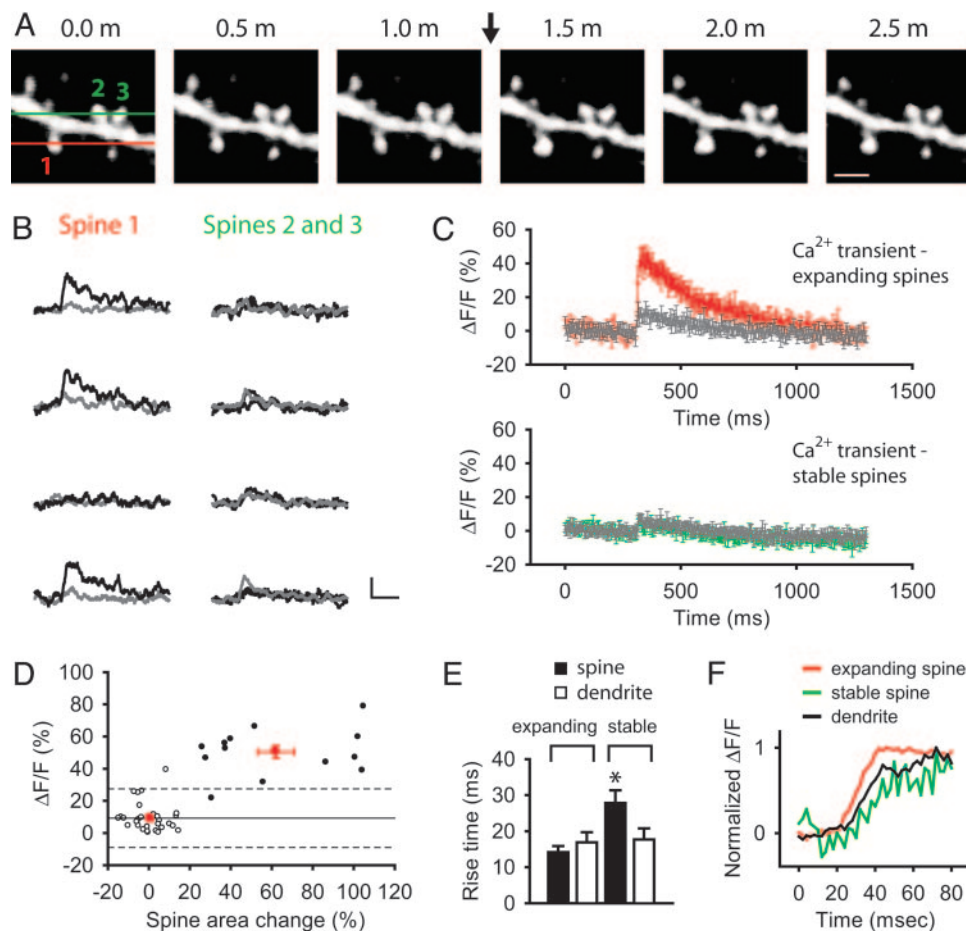 A
0.0 m 0.5 m 1.0 m 1.5 m 2.0 m 2.5 m
2 3
1
B
Spine 1 Spines 2 and 3
C
Ca2+ transient -
expanding spines
ΔF/F (%)
60
40
20
0
-20
0 500 1000 1500
Time (ms)
Ca2+ transient -
stable spines
ΔF/F (%)
60
40
20
0
-20
0 500 1000 1500
Time (ms)
D
ΔF/F (%)
100
80
60
40
20
0
-20
-20 0 20 40 60 80 100 120
Spine area change (%)
E
spine
dendrite
expanding stable
Rise time (ms)
40
30
20
10
0
*
F
expanding spine
stable spine
dendrite
Normalized ΔF/F
1
0
0 20 40 60 80
Time (msec)